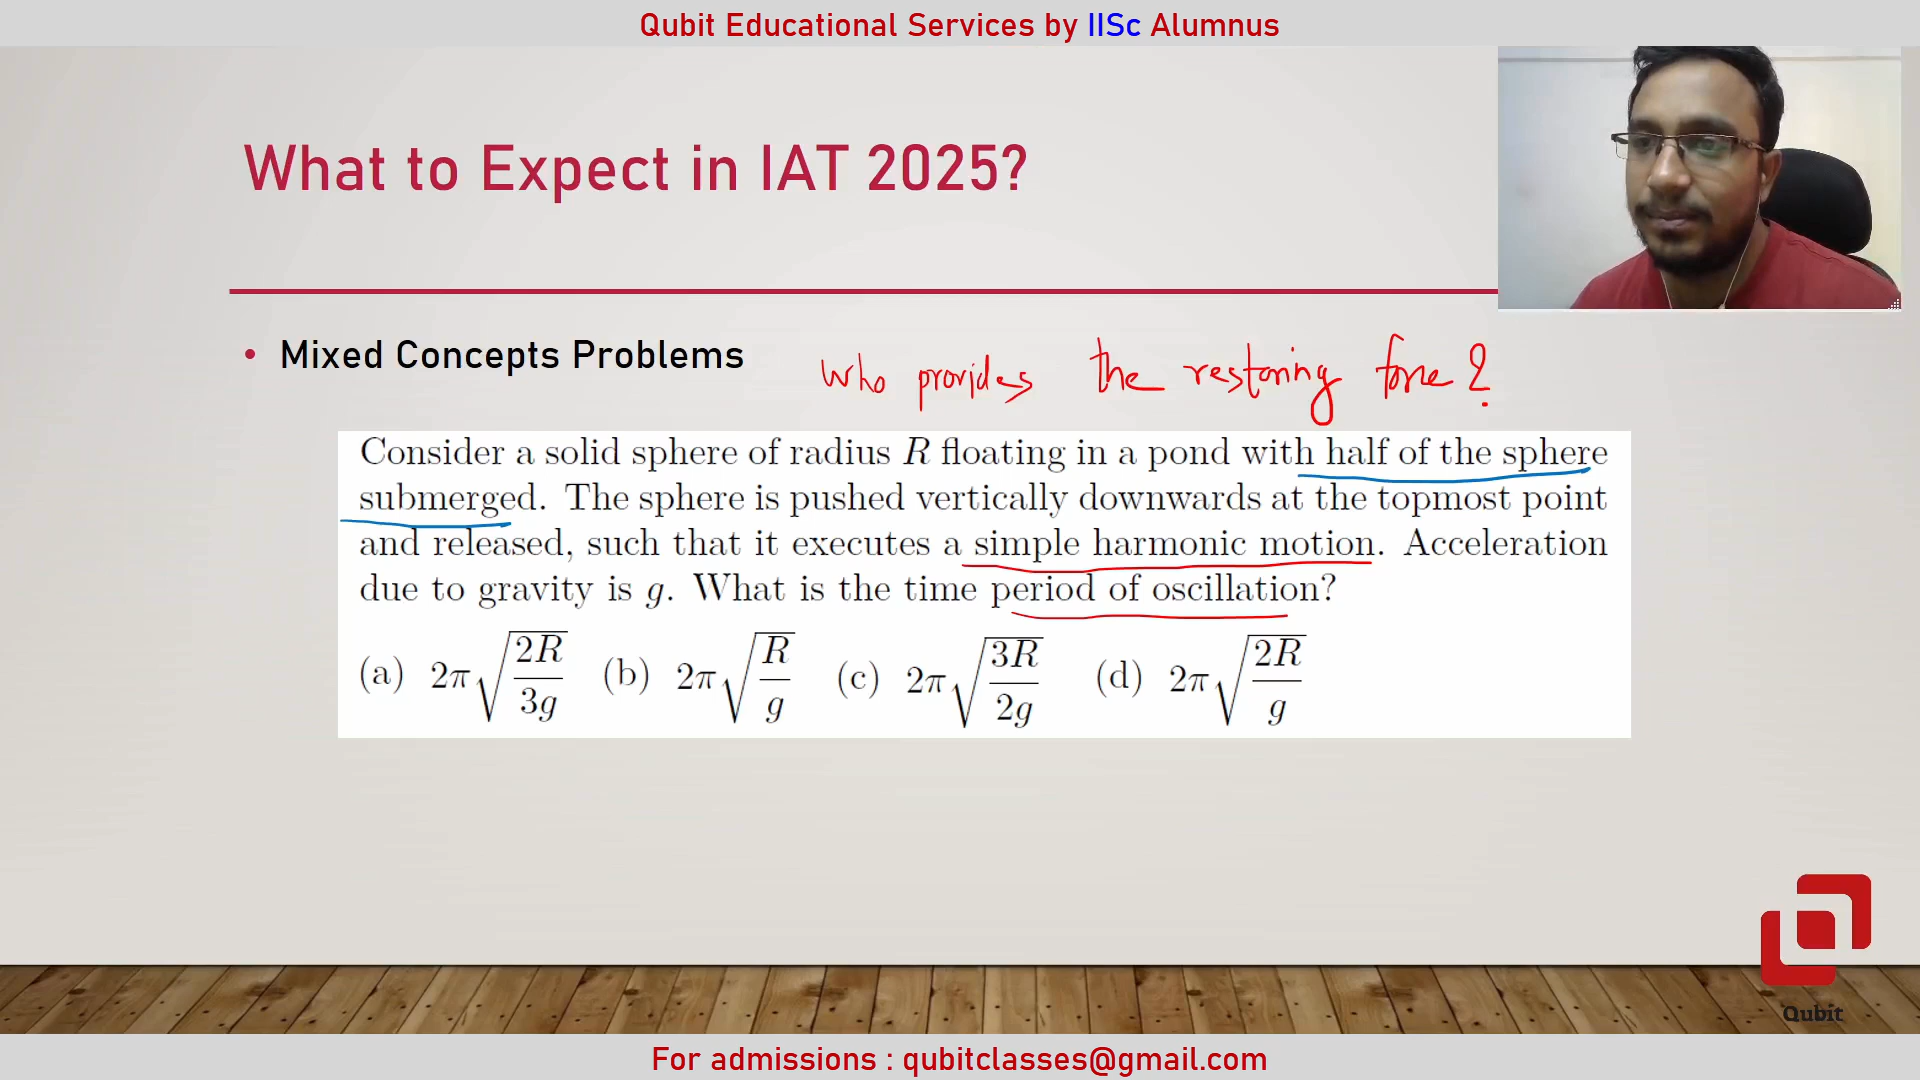 Qubit Educational Services by IISc Alumnus
What to Expect in IAT 2025?
• Mixed Concepts Problems
Who provides the restoring force?
Consider a solid sphere of radius R floating in a pond with half of the sphere
submerged. The sphere is pushed vertically downwards at the topmost point
and released, such that it executes a simple harmonic motion. Acceleration
due to gravity is g. What is the time period of oscillation?
(a) 2π√(2R/3g) (b) 2π√(R/g) (c) 2π√(3R/2g) (d) 2π√(2R/g)
Qubit
For admissions : qubitclasses@gmail.com